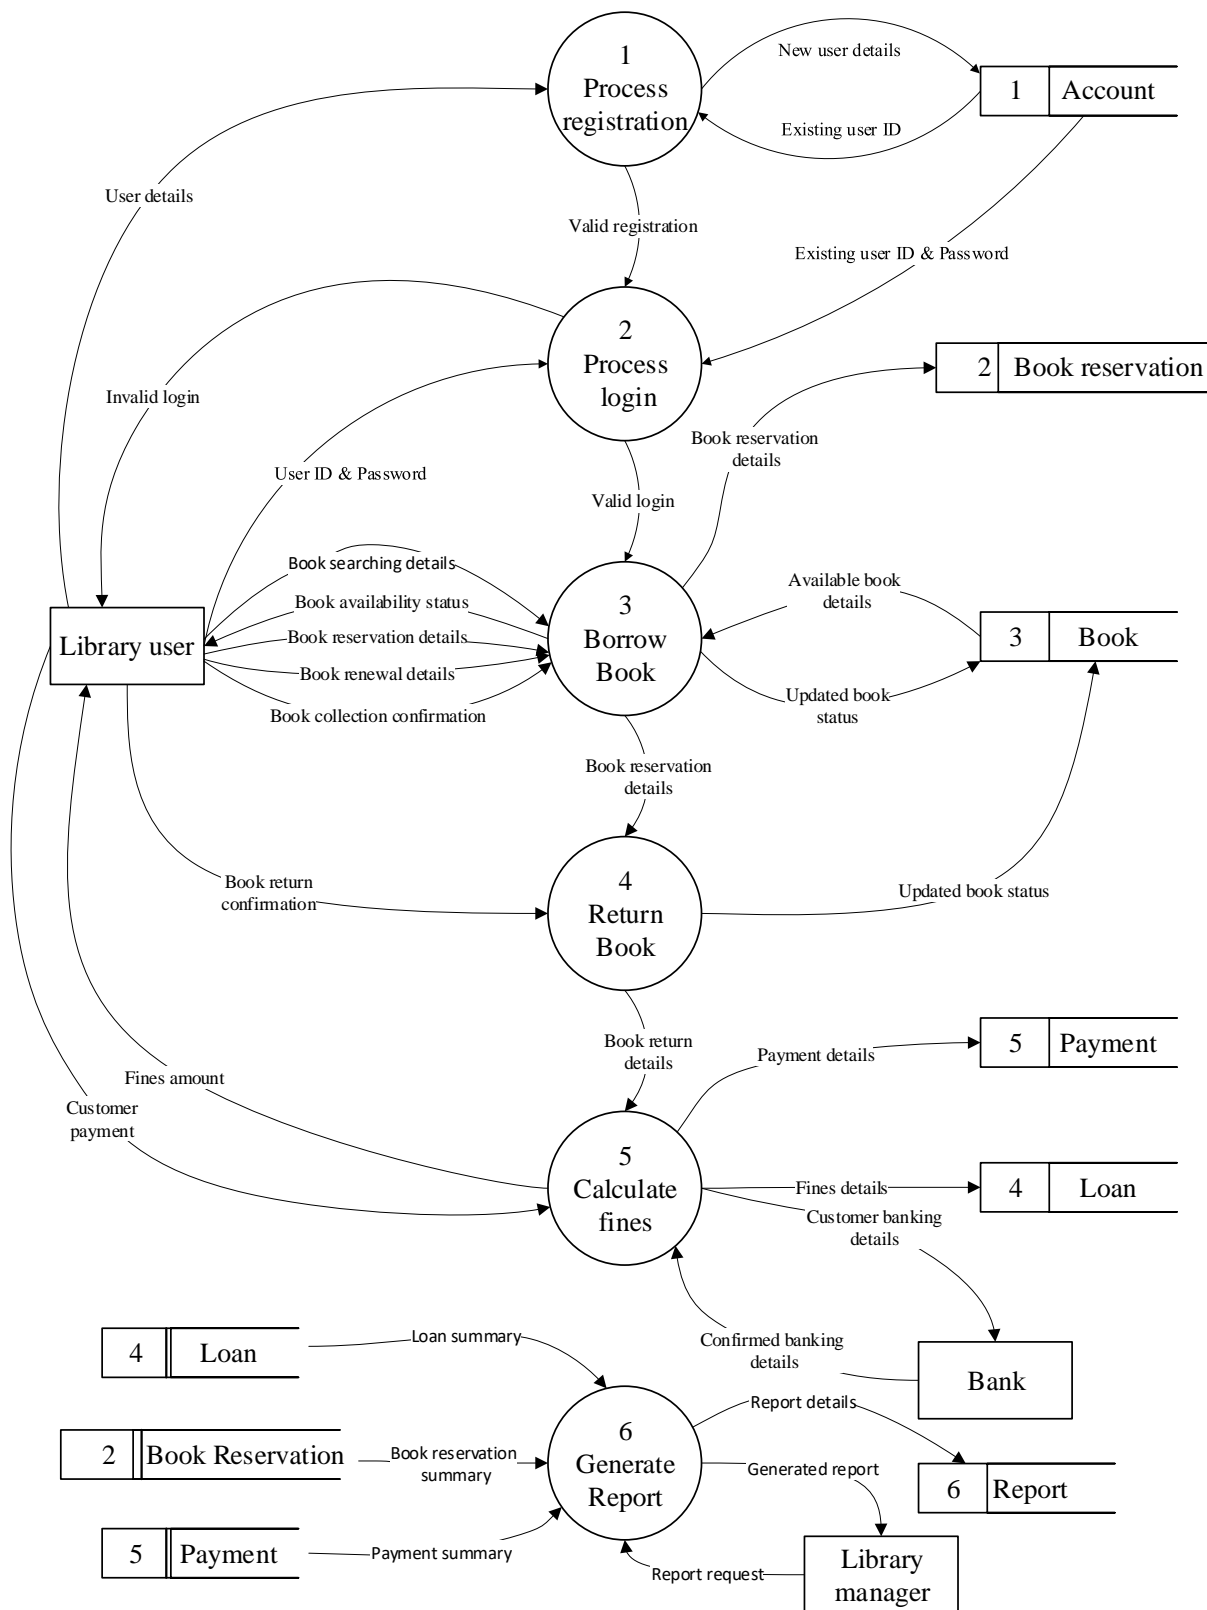 1
Process
registration
New user details
1
Account
Existing user ID
User details
Valid registration
Existing user ID & Password
2
Process
login
2
Book reservation
Invalid login
Book reservation
details
User ID & Password
Valid login
Book searching details
Book availability status
Book reservation details
Book renewal details
Book collection confirmation
Library user
3
Borrow
Book
Available book
details
3
Book
Updated book
status
Book reservation
details
Book return
confirmation
4
Return
Book
Updated book status
Book return
details
Payment details
5
Payment
Fines amount
Customer
payment
5
Calculate
fines
Fines details
4
Loan
Customer banking
details
Confirmed banking
details
Bank
4
Loan
Loan summary
2
Book Reservation
Book reservation
summary
5
Payment
Payment summary
6
Generate
Report
Report details
6
Report
Generated report
Report request
Library
manager